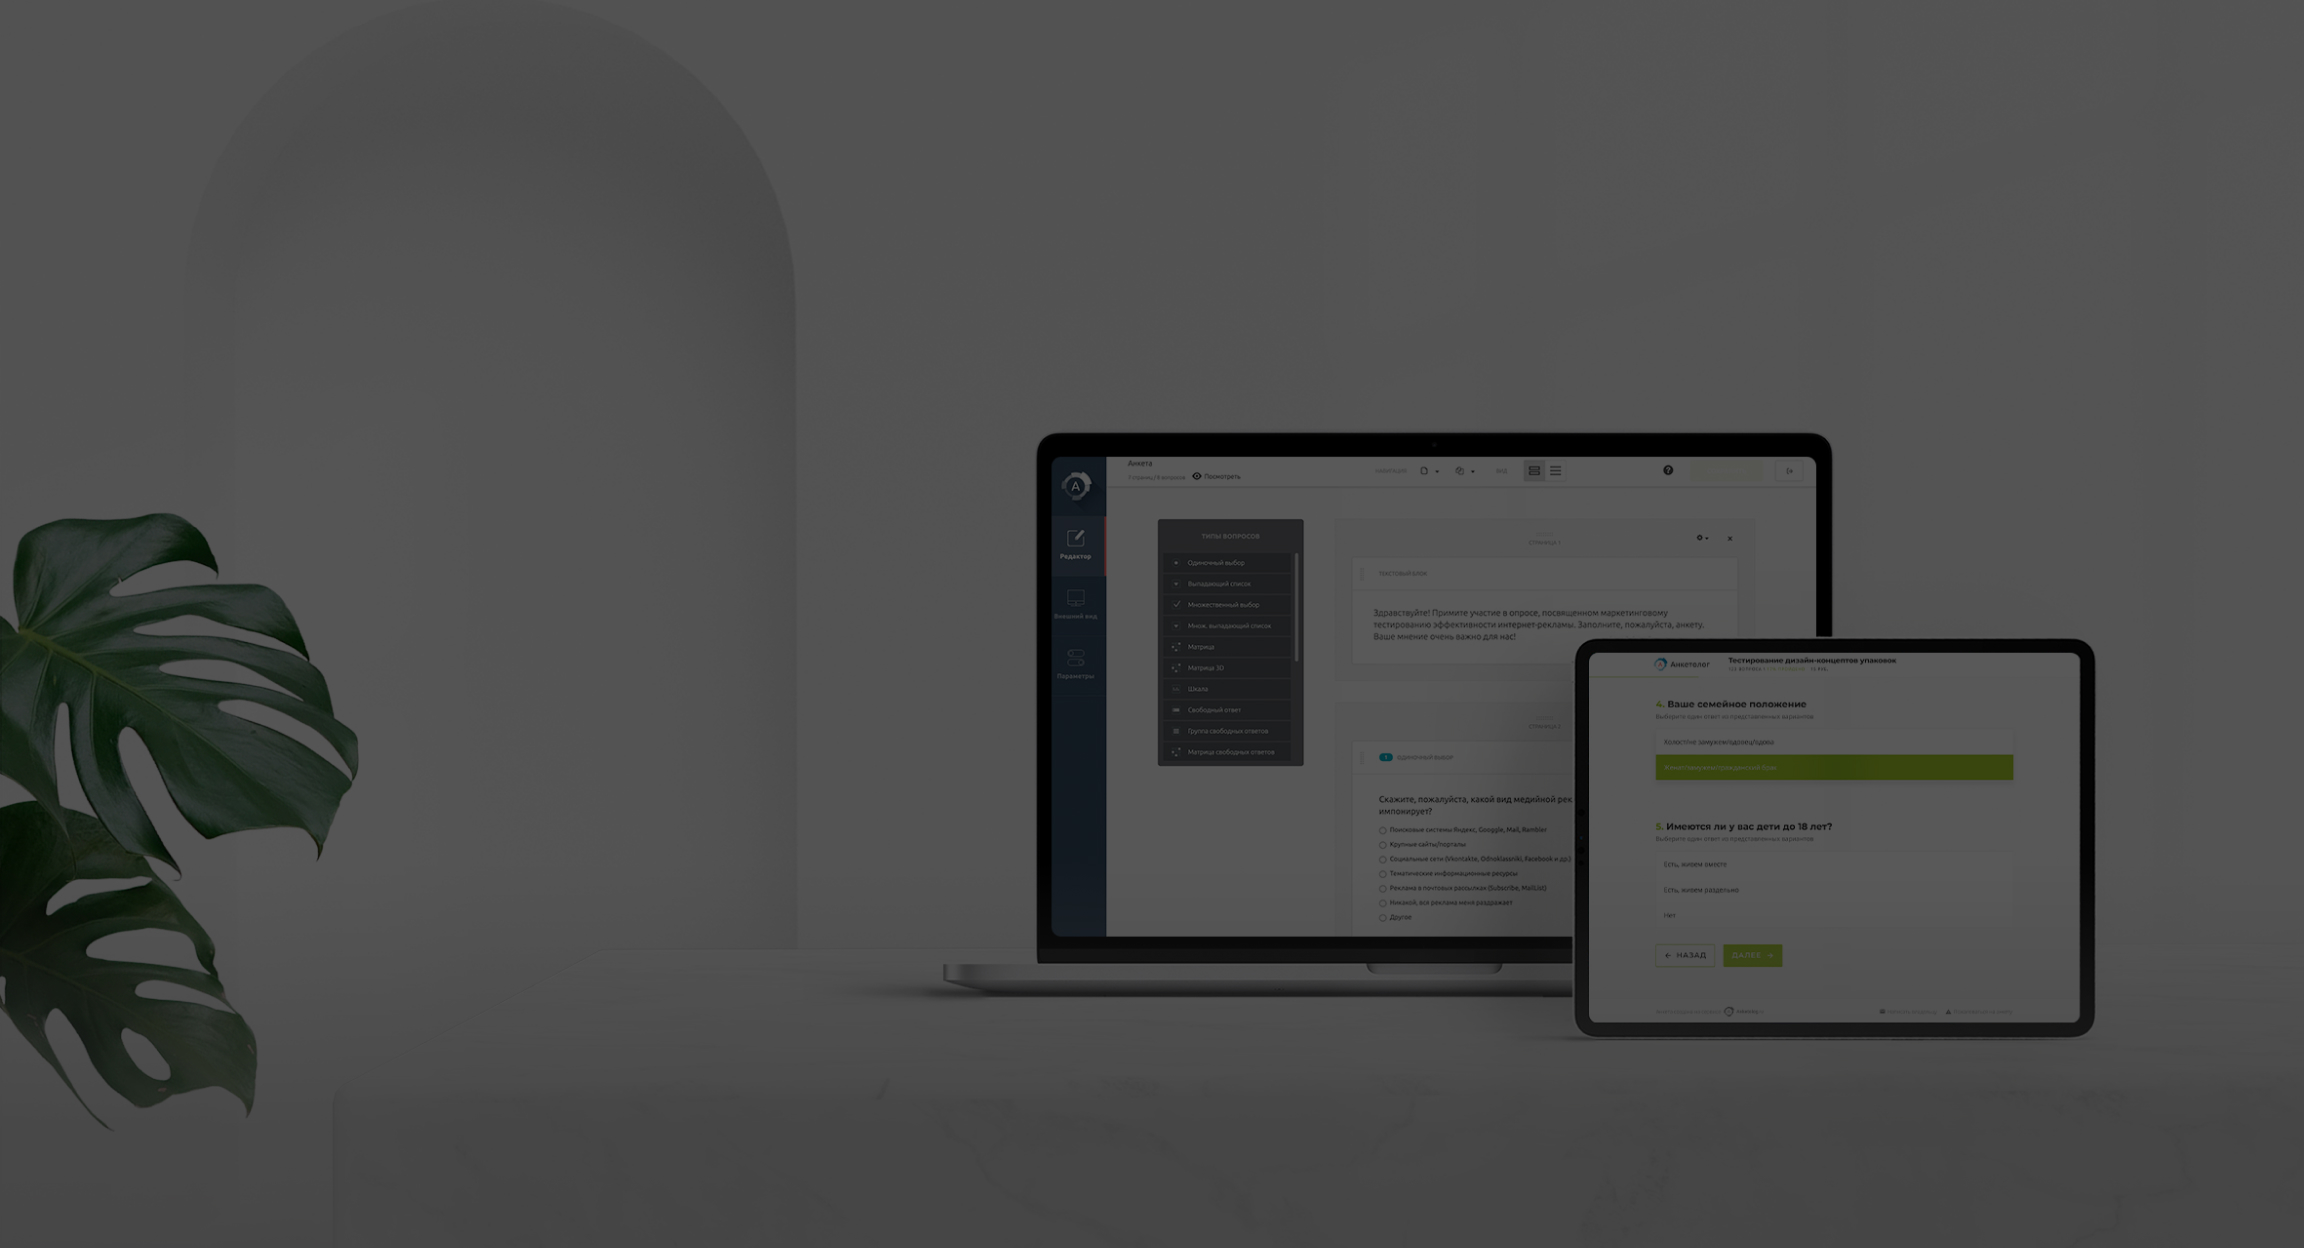 Анкета
Посмотреть
НАВИГАЦИЯ
ВИД
A
Редактор
Внешний вид
Параметры
ТИПЫ ВОПРОСОВ
Одиночный выбор
Выпадающий список
Множественный выбор
Множ. выпадающий список
Матрица
Матрица 3D
Шкала
Свободный ответ
Группа свободных ответов
Матрица свободных ответов
СТРАНИЦА 1
ТЕКСТОВЫЙ БЛОК
Здравствуйте! Примите участие в опросе, посвященном маркетинговому
тестированию эффективности интернет-рекламы. Заполните, пожалуйста, анкету.
Ваше мнение очень важно для нас!
СТРАНИЦА 2
1 ОДИНОЧНЫЙ ВЫБОР
Скажите, пожалуйста, какой вид медийной рек
импонирует?
Поисковые системы Яндекс, Google, Mail, Rambler
Крупные сайты/порталы
Социальные сети (Vkontakte, Odnoklassniki, Facebook и др.)
Тематические информационные ресурсы
Реклама в почтовых рассылках (Subscribe, MailList)
Никакой, вся реклама меня раздражает
Другое
Анкетолог
Тестирование дизайн-концептов упаковок
4. Ваше семейное положение
Выберите один ответ из представленных вариантов
Холост/не замужем/вдовец/вдова
5. Имеются ли у вас дети до 18 лет?
Выберите один ответ из представленных вариантов
Есть, живем вместе
Есть, живем раздельно
Нет
← НАЗАД
ДАЛЕЕ →